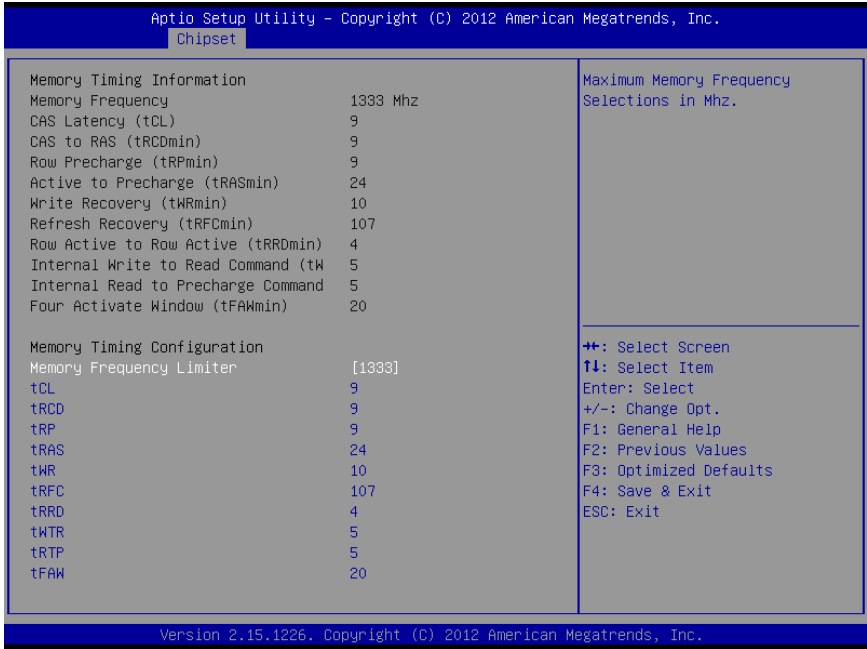 Aptio Setup Utility – Copyright (C) 2012 American Megatrends, Inc.
Chipset
Memory Timing Information
Memory Frequency 1333 Mhz
CAS Latency (tCL) 9
CAS to RAS (tRCDmin) 9
Row Precharge (tRPmin) 9
Active to Precharge (tRASmin) 24
Write Recovery (tWRmin) 10
Refresh Recovery (tRFCmin) 107
Row Active to Row Active (tRRDmin) 4
Internal Write to Read Command (tW 5
Internal Read to Precharge Command 5
Four Activate Window (tFAWmin) 20
Memory Timing Configuration
Memory Frequency Limiter [1333]
tCL 9
tRCD 9
tRP 9
tRAS 24
tWR 10
tRFC 107
tRRD 4
tWTR 5
tRTP 5
tFAW 20
Maximum Memory Frequency
Selections in Mhz.
→←: Select Screen
↑↓: Select Item
Enter: Select
+/-: Change Opt.
F1: General Help
F2: Previous Values
F3: Optimized Defaults
F4: Save & Exit
ESC: Exit
Version 2.15.1226. Copyright (C) 2012 American Megatrends, Inc.